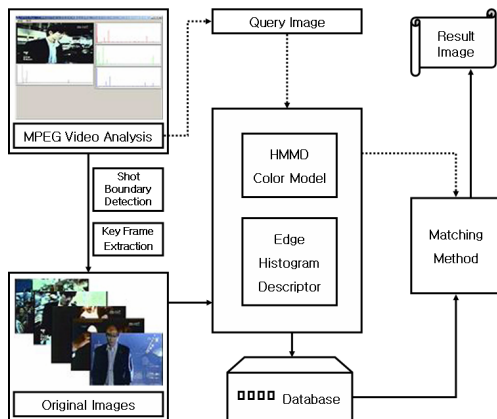 Query Image
Result
Image
MPEG Video Analysis
HMMD
Color Model
Shot
Boundary
Detection
Key Frame
Extraction
Edge
Histogram
Descriptor
Matching
Method
Database
Original Images